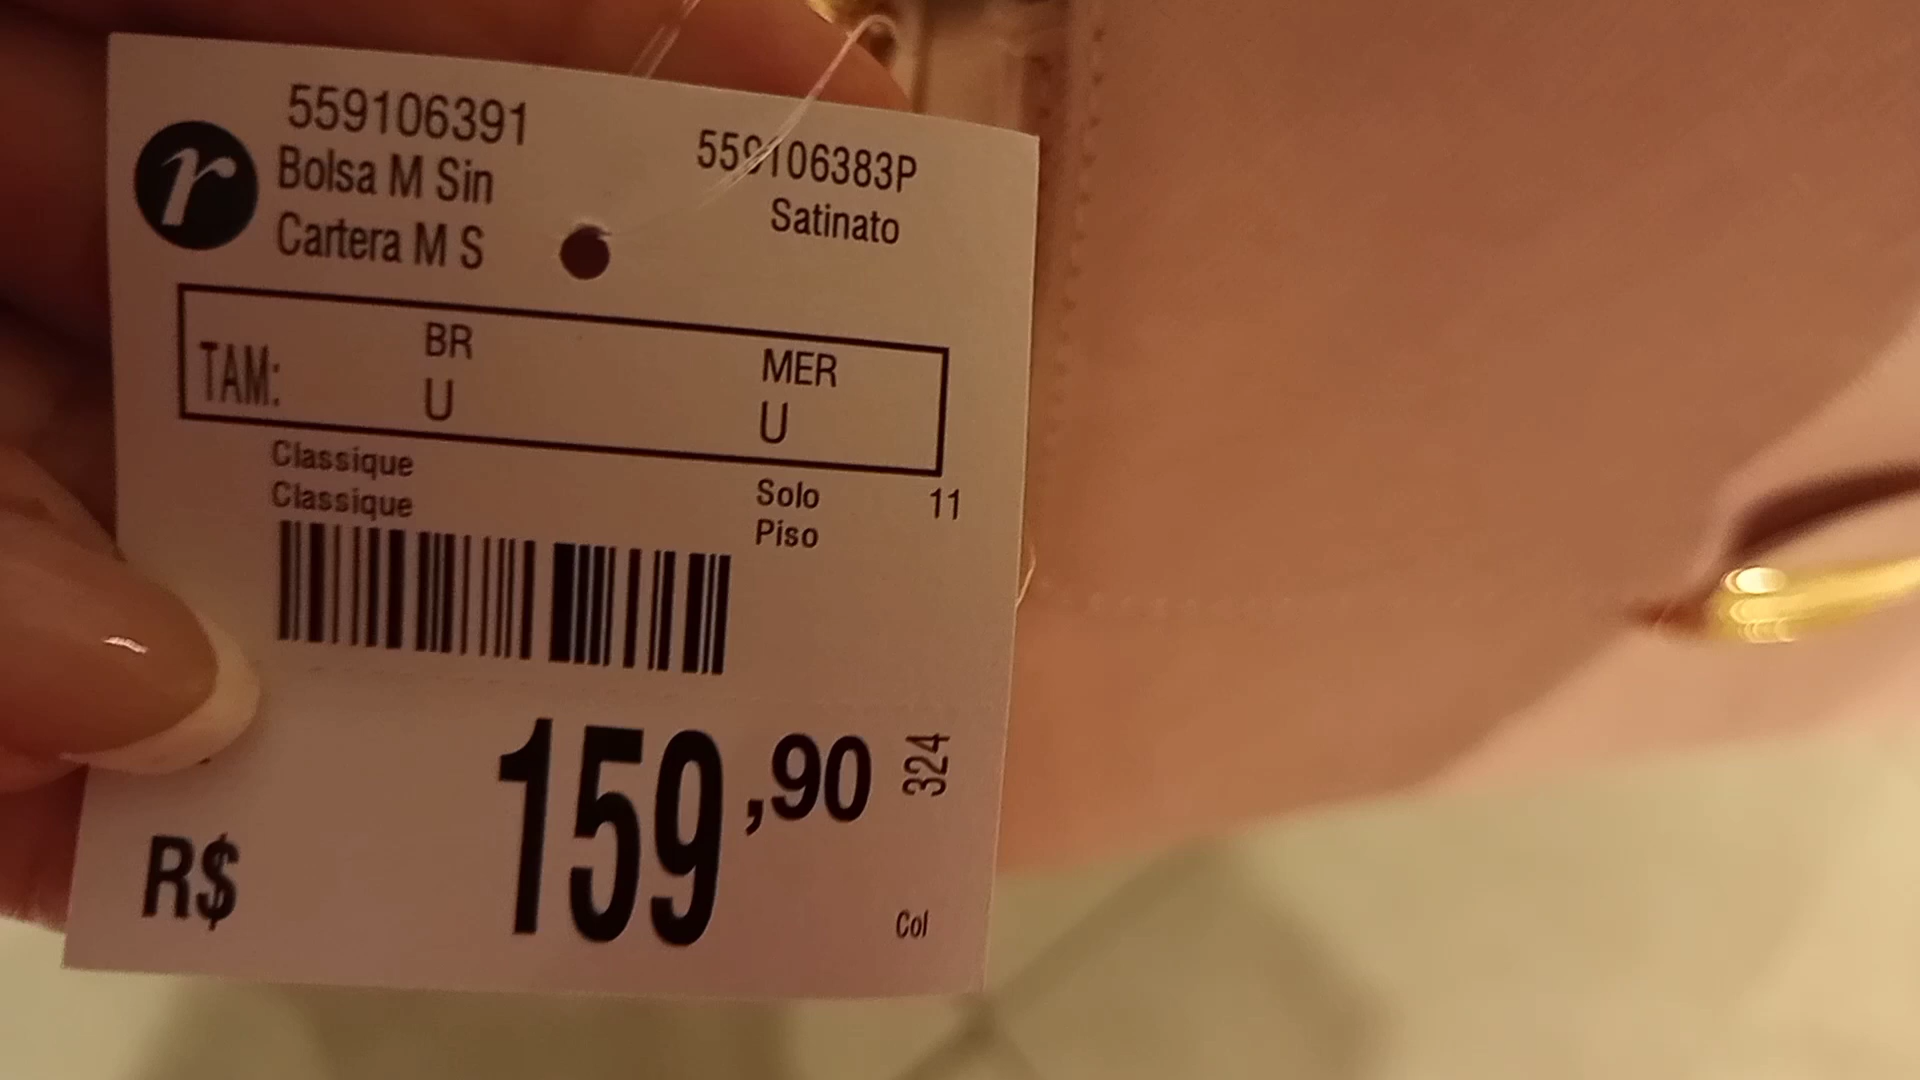 r
559106391
Bolsa M Sin
Cartera M S
559106383P
Satinato
TAM:
BR
U
MER
U
Classique
Classique
Solo
Piso
11
R$ 159,90
324
Col